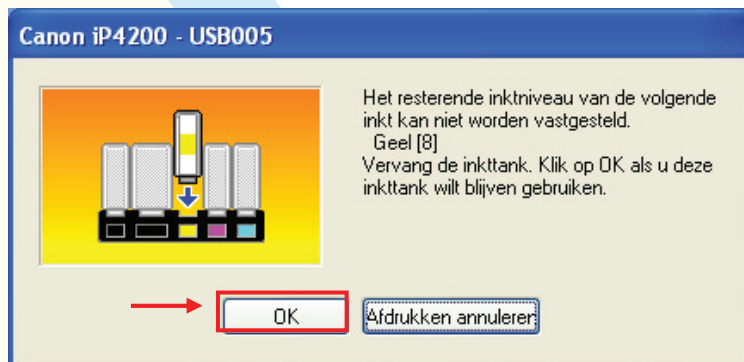 Canon iP4200 - USB005
Het resterende inktniveau van de volgende
inkt kan niet worden vastgesteld.
Geel [8]
Vervang de inkttank. Klik op OK als u deze
inkttank wilt blijven gebruiken.
OK
Afdrukken annuleren